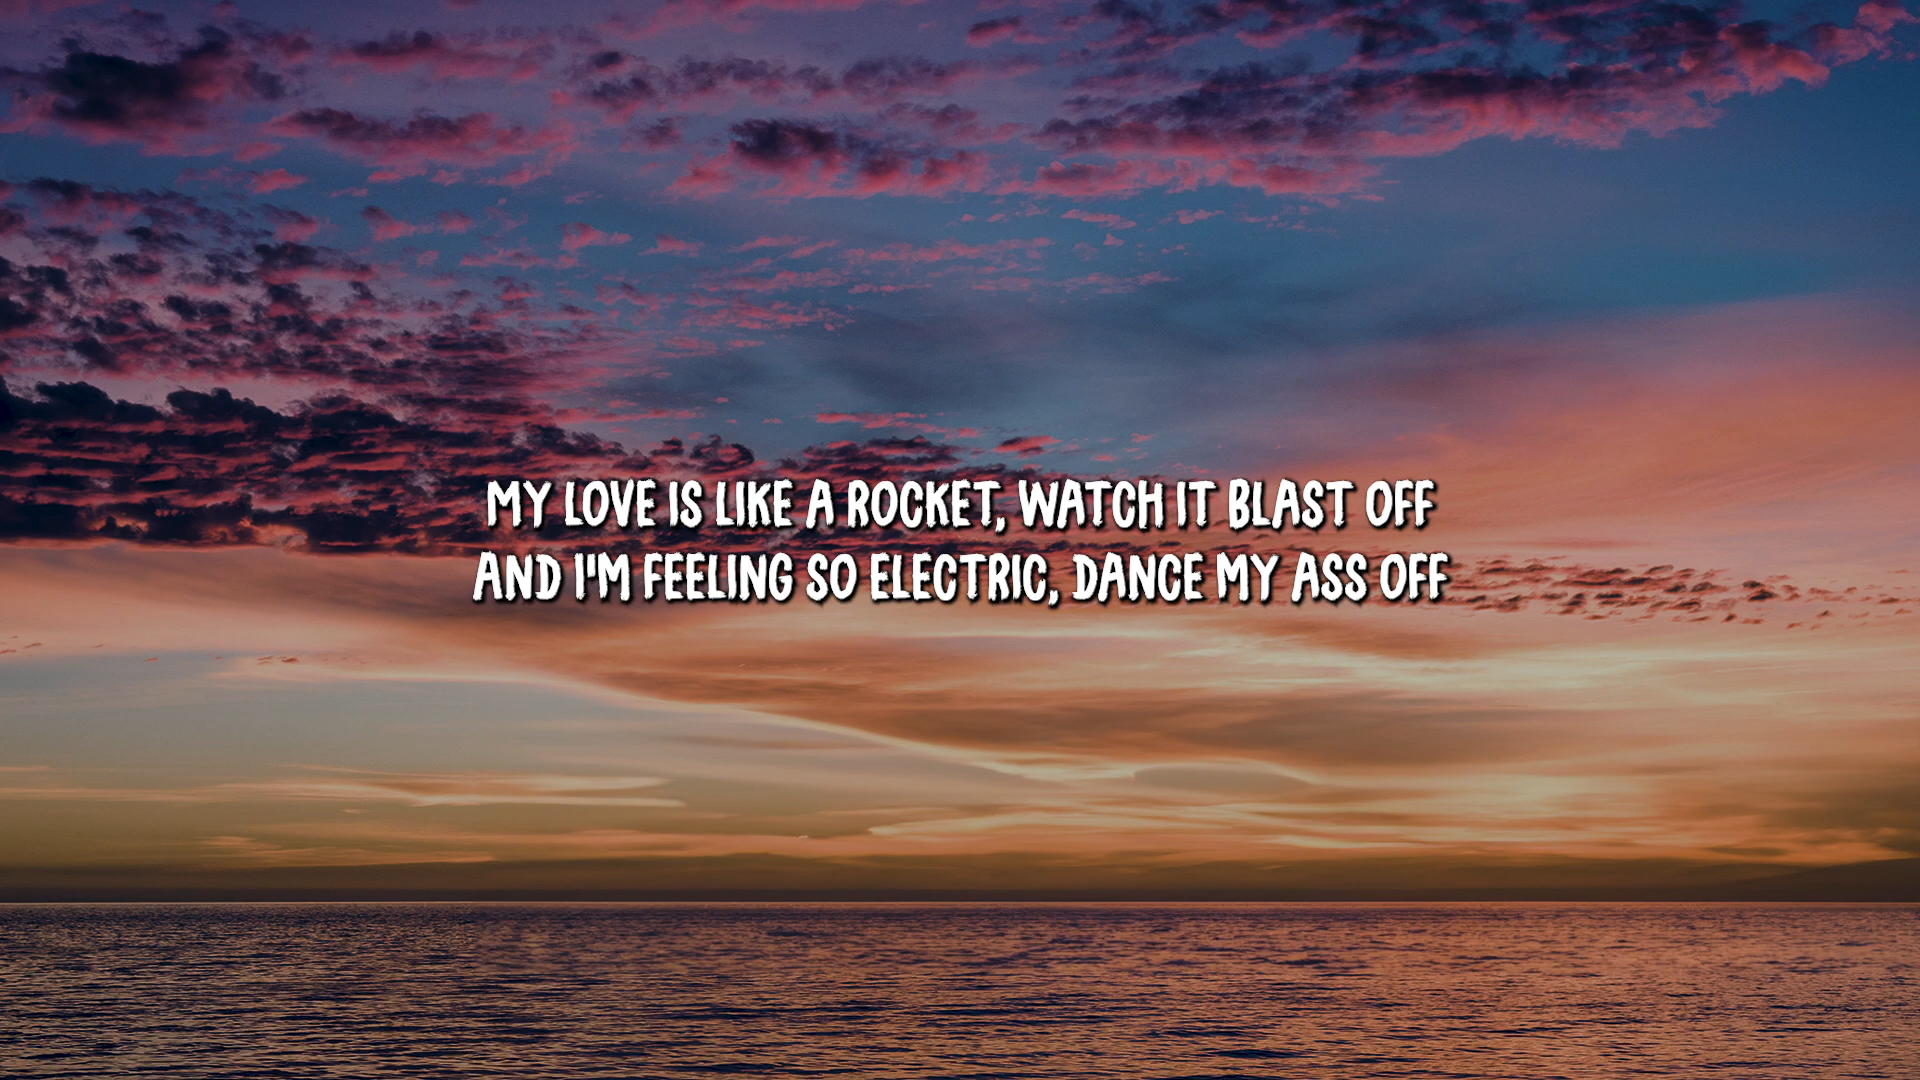 MY LOVE IS LIKE A ROCKET, WATCH IT BLAST OFF
AND I'M FEELING SO ELECTRIC, DANCE MY ASS OFF